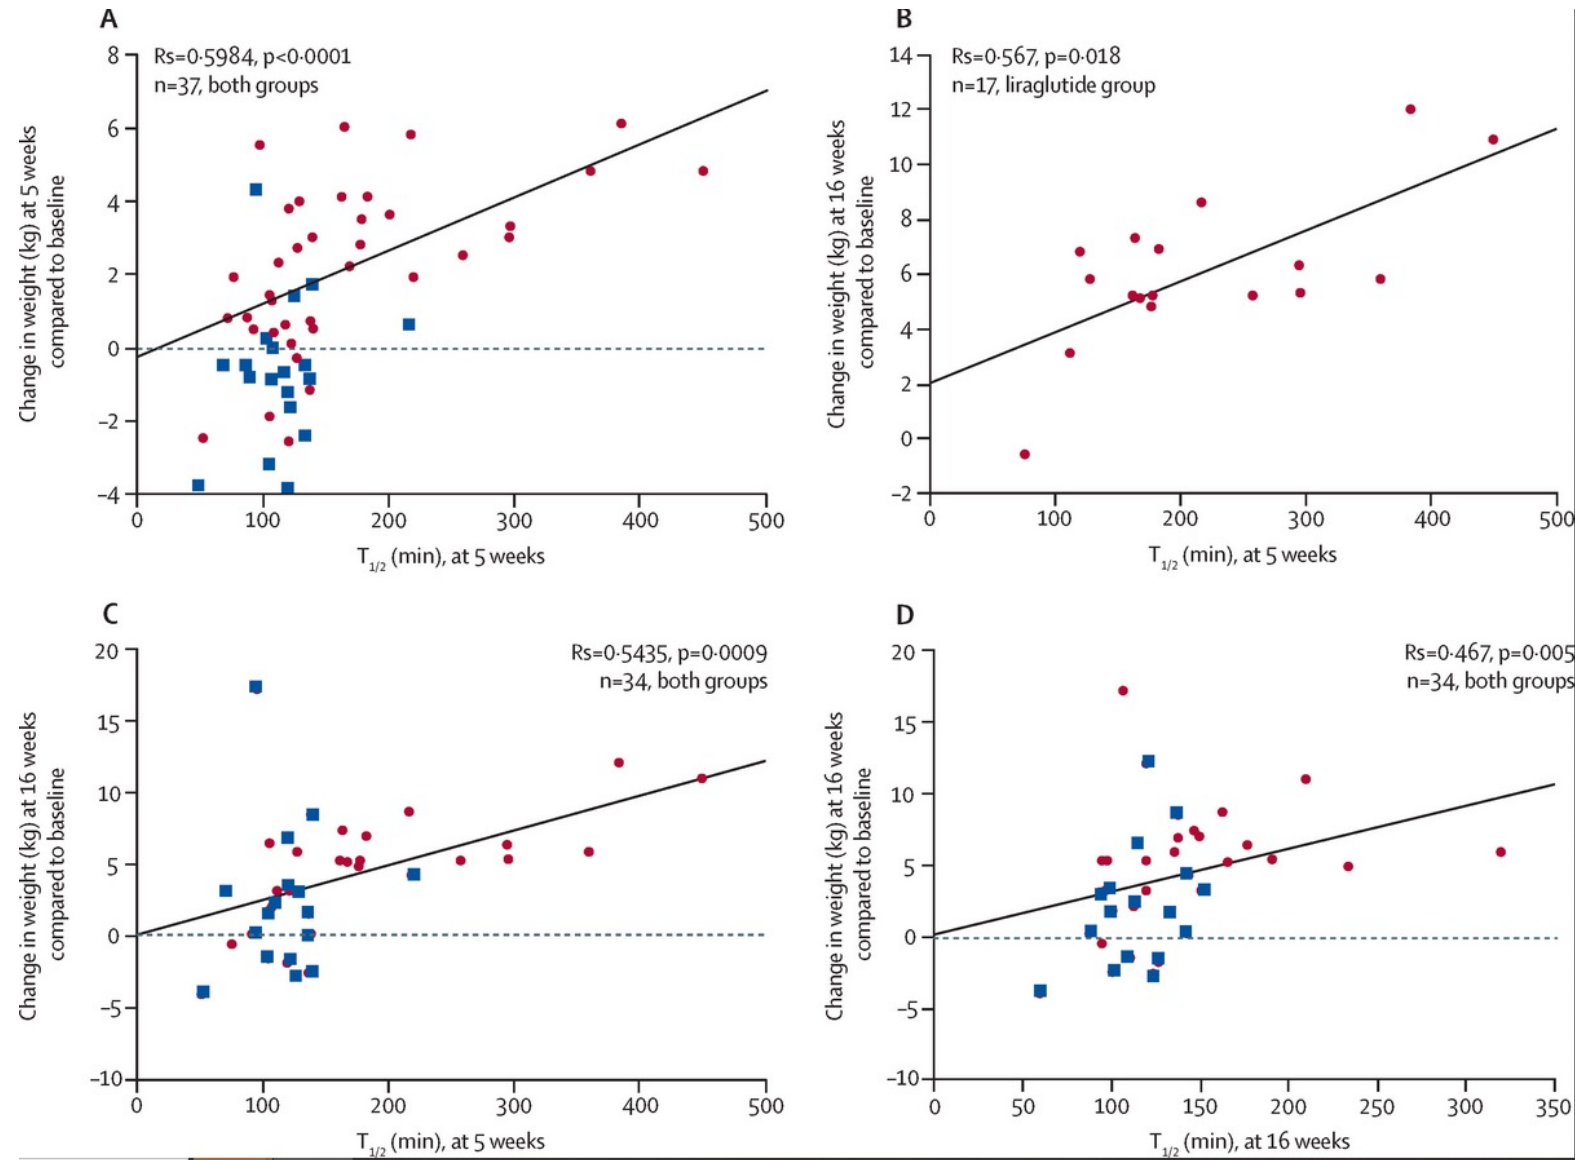 A
Rs=0·5984, p<0·0001
n=37, both groups
Change in weight (kg) at 5 weeks
compared to baseline
8
6
4
2
0
–2
–4
0 100 200 300 400 500
T1/2 (min), at 5 weeks
B
Rs=0·567, p=0·018
n=17, liraglutide group
Change in weight (kg) at 16 weeks
compared to baseline
14
12
10
8
6
4
2
0
–2
0 100 200 300 400 500
T1/2 (min), at 5 weeks
C
Rs=0·5435, p=0·0009
n=34, both groups
Change in weight (kg) at 16 weeks
compared to baseline
20
15
10
5
0
–5
–10
0 100 200 300 400 500
T1/2 (min), at 5 weeks
D
Rs=0·467, p=0·005
n=34, both groups
Change in weight (kg) at 16 weeks
compared to baseline
20
15
10
5
0
–5
–10
0 50 100 150 200 250 300 350
T1/2 (min), at 16 weeks